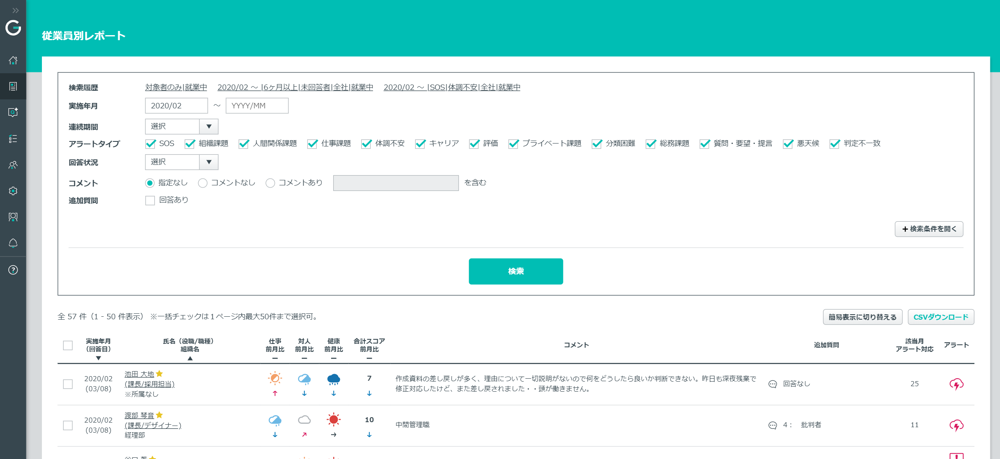 従業員別レポート
検索履歴 対象者のみ|就業中 2020/02 ～ |6ヶ月以上|未回答者|全社|就業中 2020/02 ～ |SOS|体調不安|全社|就業中
実施年月 2020/02 ～ YYYY/MM
連続期間 選択 ▼
アラートタイプ SOS 組織課題 人間関係課題 仕事課題 体調不安 キャリア 評価 プライベート課題 分類困難 総務課題 質問・要望・提言 悪天候 判定不一致
回答状況 選択 ▼
コメント 指定なし コメントなし コメントあり を含む
追加質問 回答あり
+ 検索条件を開く
検索
全 57 件（1 - 50 件表示） ※一括チェックは１ページ内最大50件まで選択可。 簡易表示に切り替える CSVダウンロード
実施年月 氏名（役職/職種） 仕事 対人 健康 合計スコア コメント 追加質問 該当月 アラート
（回答日） 組織名 前月比 前月比 前月比 前月比 アラート対応
▼ ▲ ー ー ー ー
池田 大地
2020/02 (課長/採用担当) 7 作成資料の差し戻しが多く、理由について一切説明がないので何をどうしたら良いか判断できない。昨日も深夜残業で 回答なし 25
(03/08) ※所属なし ↑ ↓ ↓ ↓ 修正対応したけど、また差し戻されました・・頭が働きません。
渡部 琴音
2020/02 (課長/デザイナー) 10 中間管理職 4： 批判者 11
(03/08) 経理部 ↓ ↗ → ↓